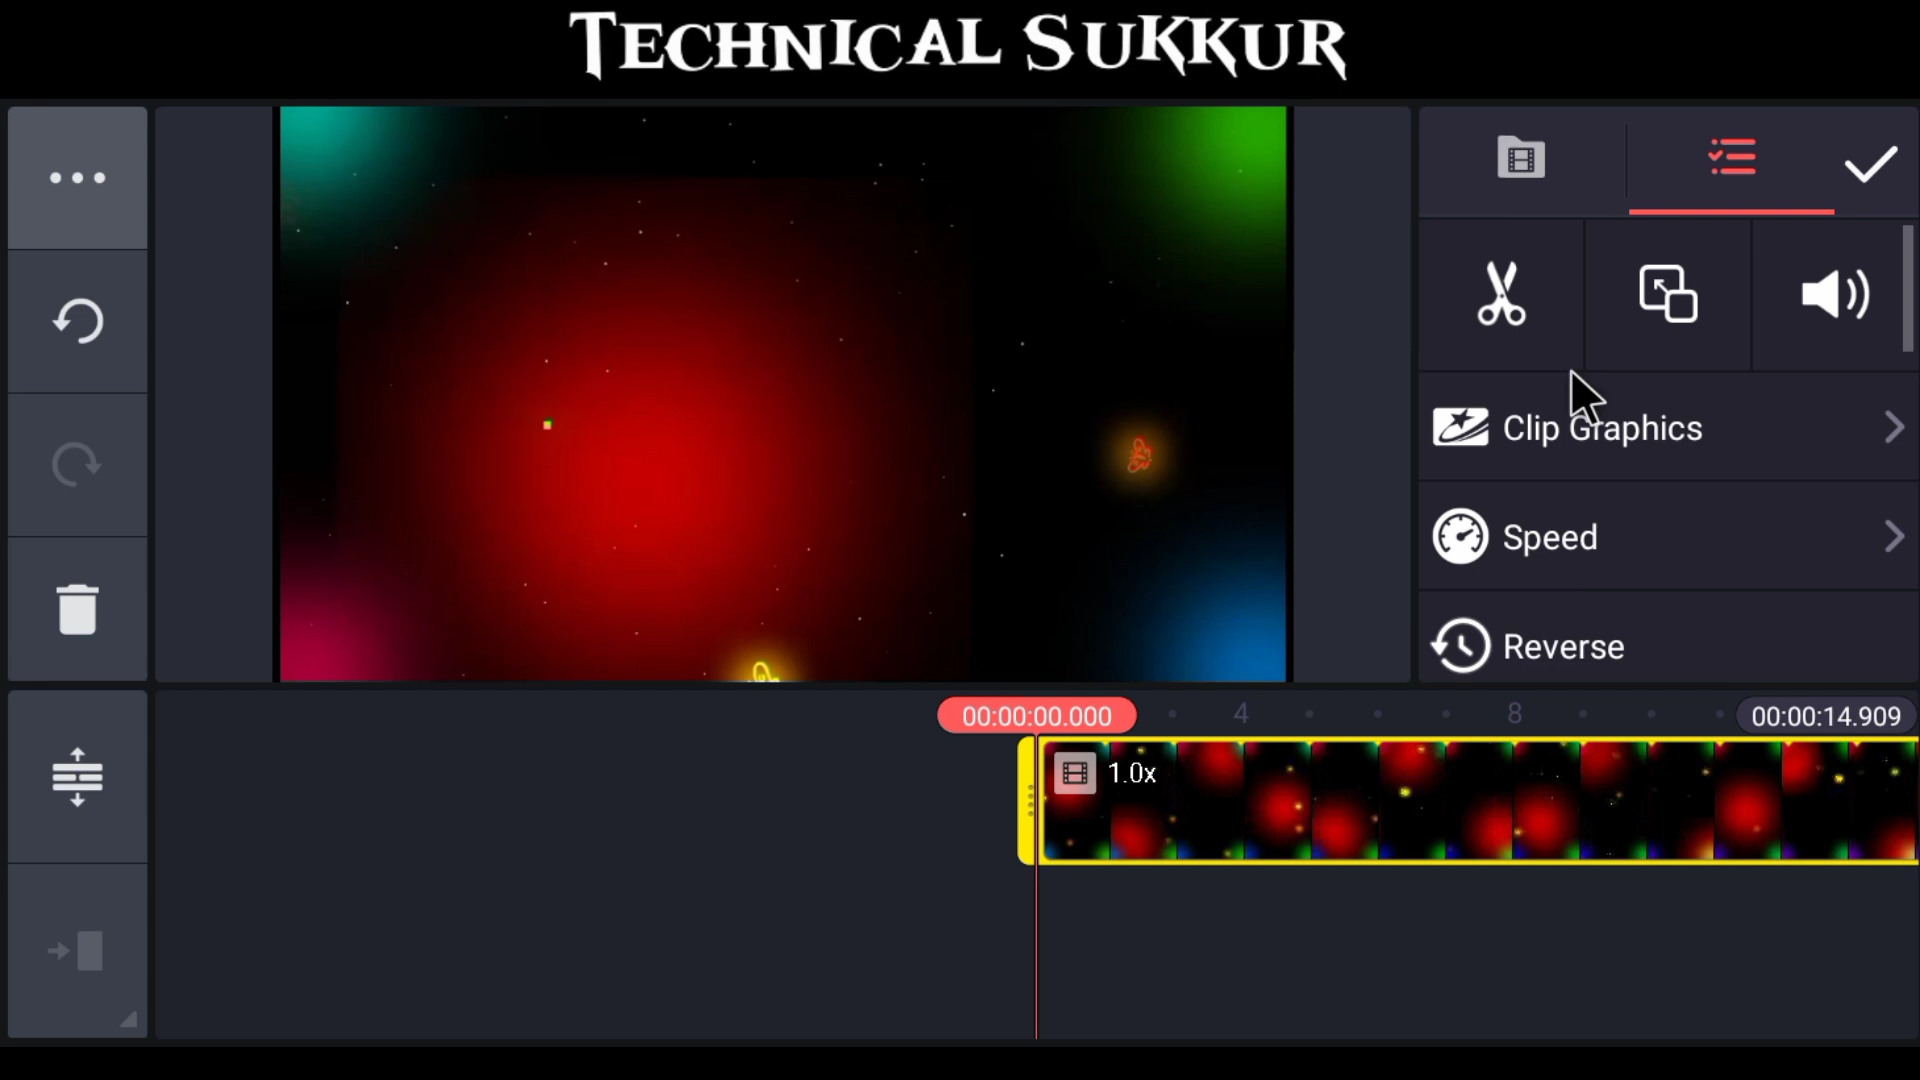 TECHNICAL SUKKUR
Clip Graphics
Speed
Reverse
00:00:00.000
4
8
00:00:14.909
1.0x